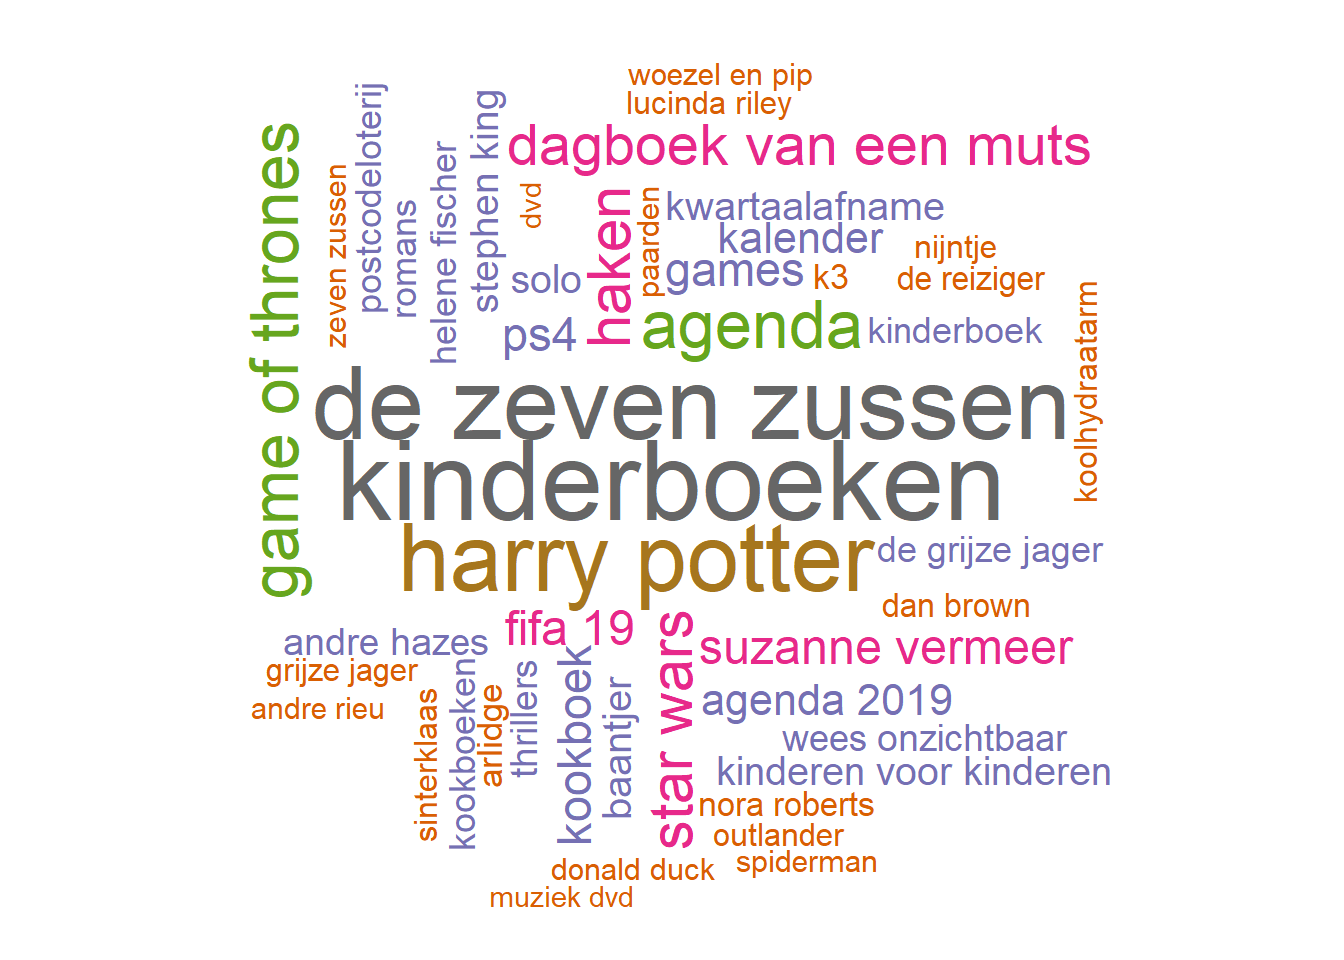 woezel en pip
lucinda riley
dagboek van een muts
game of thrones
zeven zussen
postcodeloterij
romans
helene fischer
stephen king
dvd
haken
paarden
kwartaalafname
kalender
nijntje
solo
games
k3
de reiziger
ps4
agenda
kinderboek
koolhydraatarm
de zeven zussen
kinderboeken
harry potter
de grijze jager
dan brown
fifa 19
andre hazes
suzanne vermeer
grijze jager
andre rieu
sinterklaas
kookboeken
arlidge
thrillers
kookboek
baantjer
star wars
agenda 2019
wees onzichtbaar
kinderen voor kinderen
nora roberts
outlander
spiderman
donald duck
muziek dvd